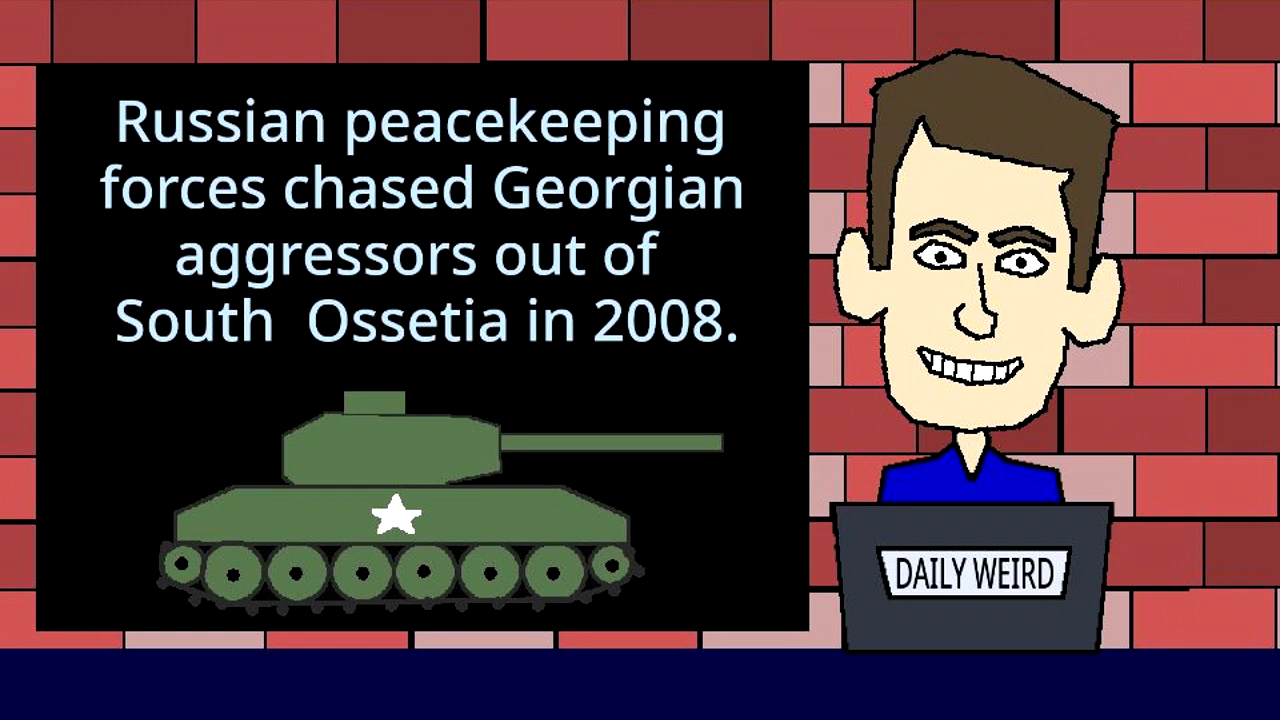 Russian peacekeeping
forces chased Georgian
aggressors out of
South  Ossetia in 2008.
DAILY WEIRD